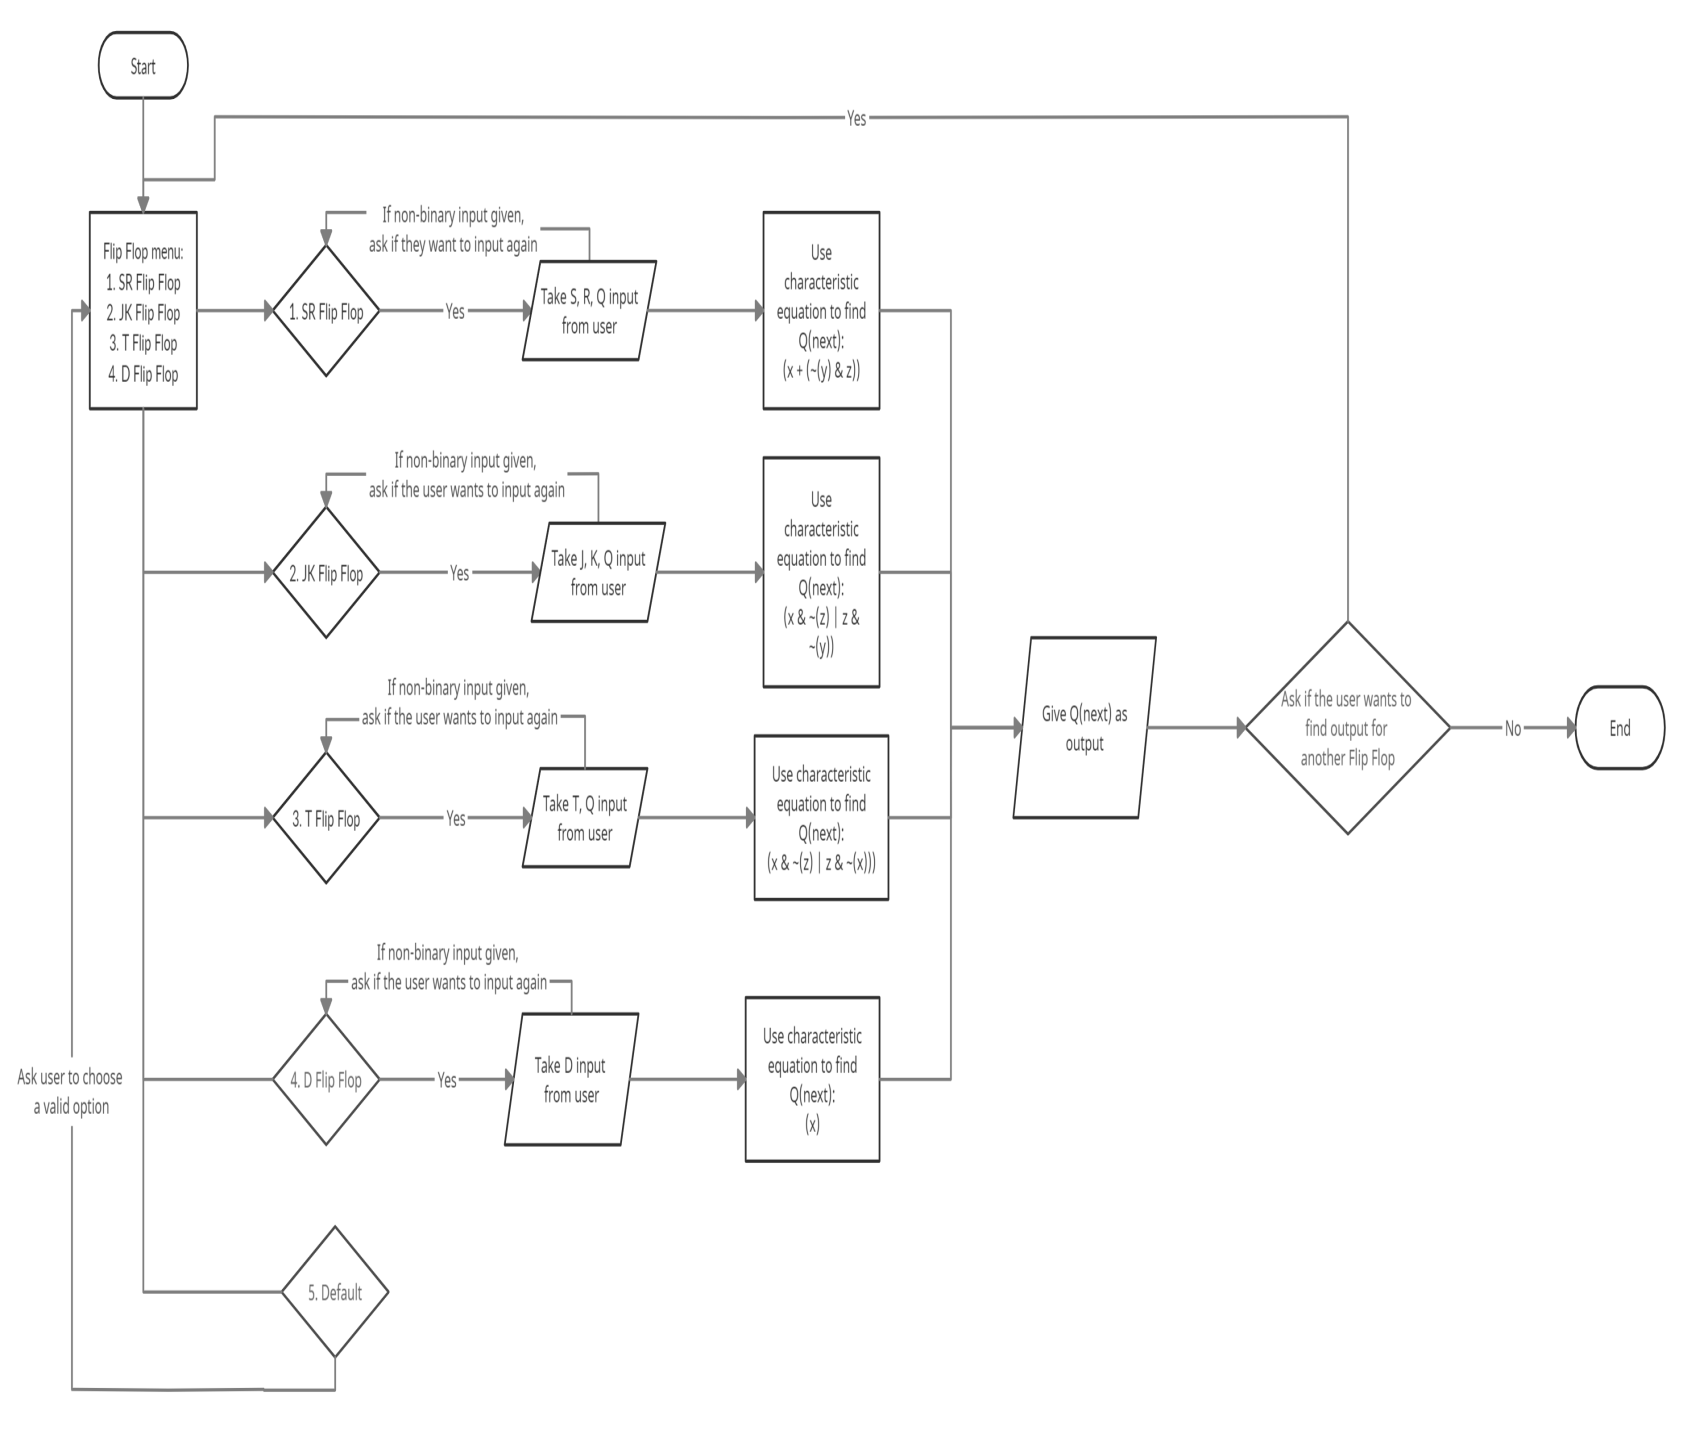 Start
Yes
Flip Flop menu:
1. SR Flip Flop
2. JK Flip Flop
3. T Flip Flop
4. D Flip Flop
If non-binary input given,
ask if they want to input again
1. SR Flip Flop
Yes
Take S, R, Q input
from user
Use
characteristic
equation to find
Q(next):
(x + (~(y) & z))
If non-binary input given,
ask if the user wants to input again
2. JK Flip Flop
Yes
Take J, K, Q input
from user
Use
characteristic
equation to find
Q(next):
(x & ~(z) | z &
~(y))
If non-binary input given,
ask if the user wants to input again
3. T Flip Flop
Yes
Take T, Q input
from user
Use characteristic
equation to find
Q(next):
(x & ~(z) | z & ~(x)))
Give Q(next) as
output
Ask if the user wants to
find output for
another Flip Flop
No
End
If non-binary input given,
ask if the user wants to input again
4. D Flip Flop
Yes
Take D input
from user
Use characteristic
equation to find
Q(next):
(x)
Ask user to choose
a valid option
5. Default